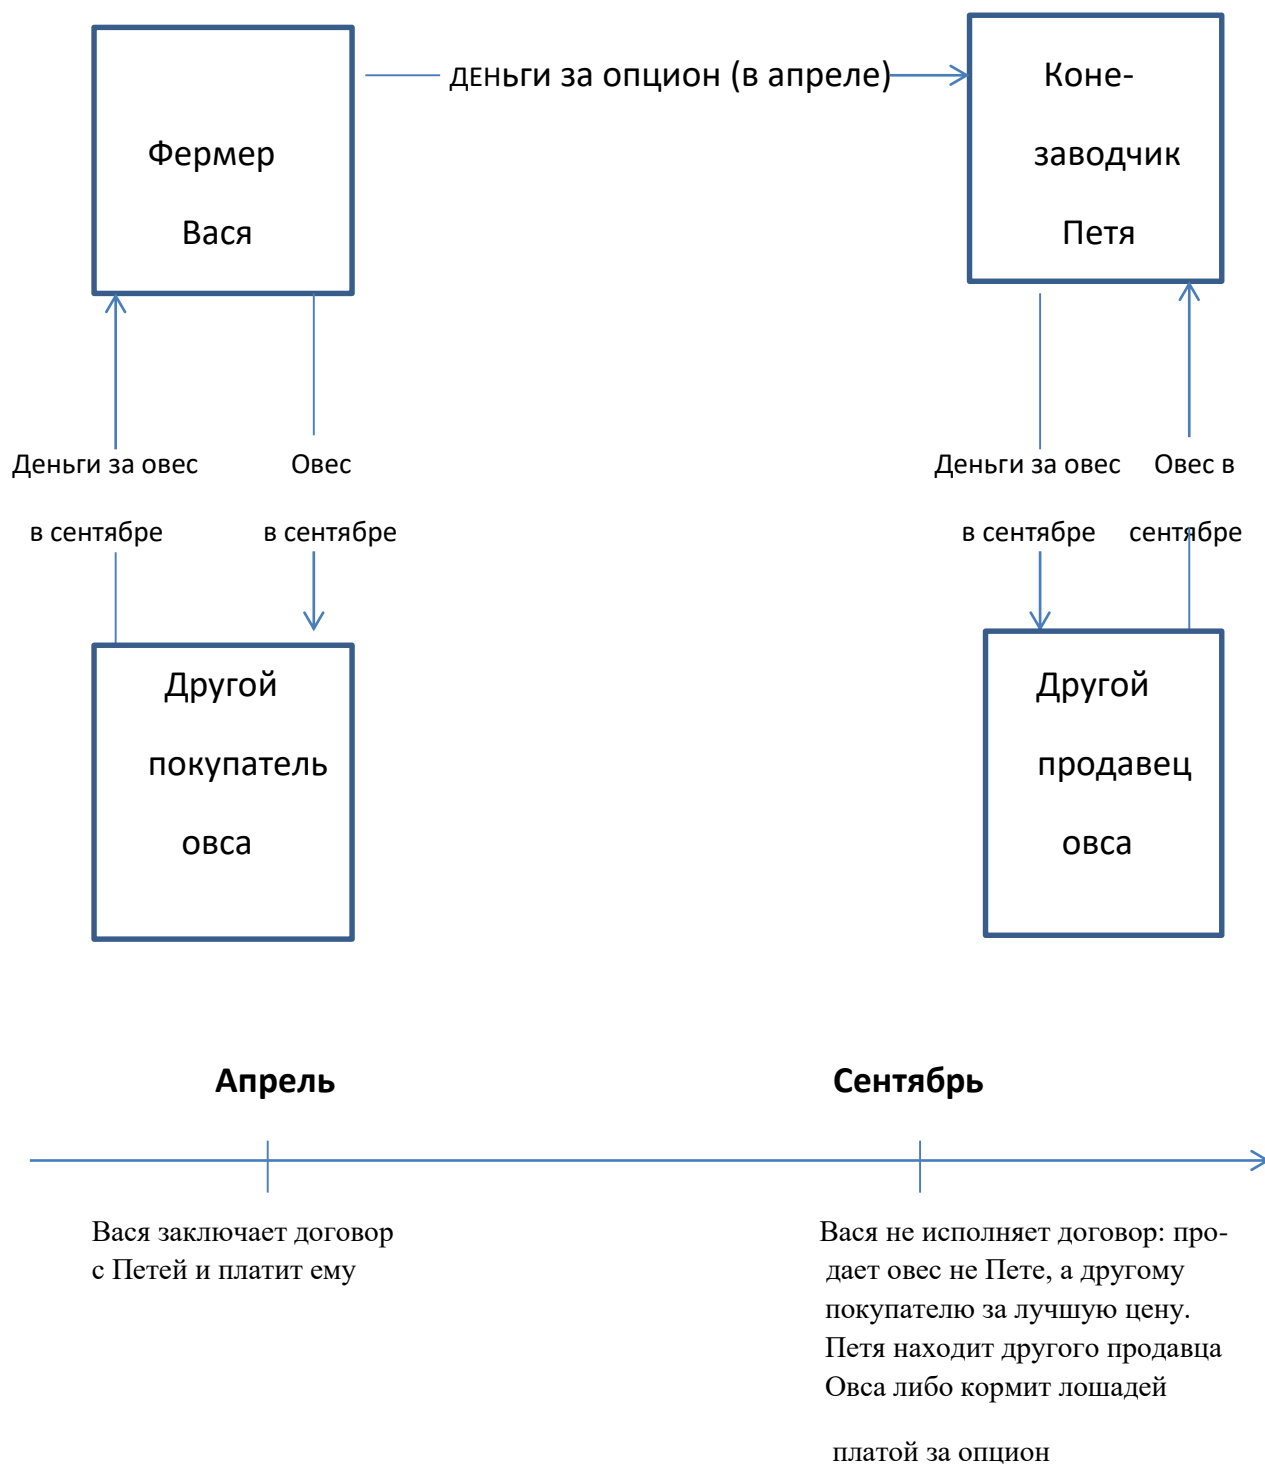 ДЕНьги за опцион (в апреле)
Фермер
Вася
Коне-
заводчик
Петя
Деньги за овес
в сентябре
Овес
в сентябре
Деньги за овес
в сентябре
Овес в
сентябре
Другой
покупатель
овса
Другой
продавец
овса
Апрель
Сентябрь
Вася заключает договор
с Петей и платит ему
Вася не исполняет договор: про-
дает овес не Пете, а другому
покупателю за лучшую цену.
Петя находит другого продавца
Овса либо кормит лошадей
платой за опцион